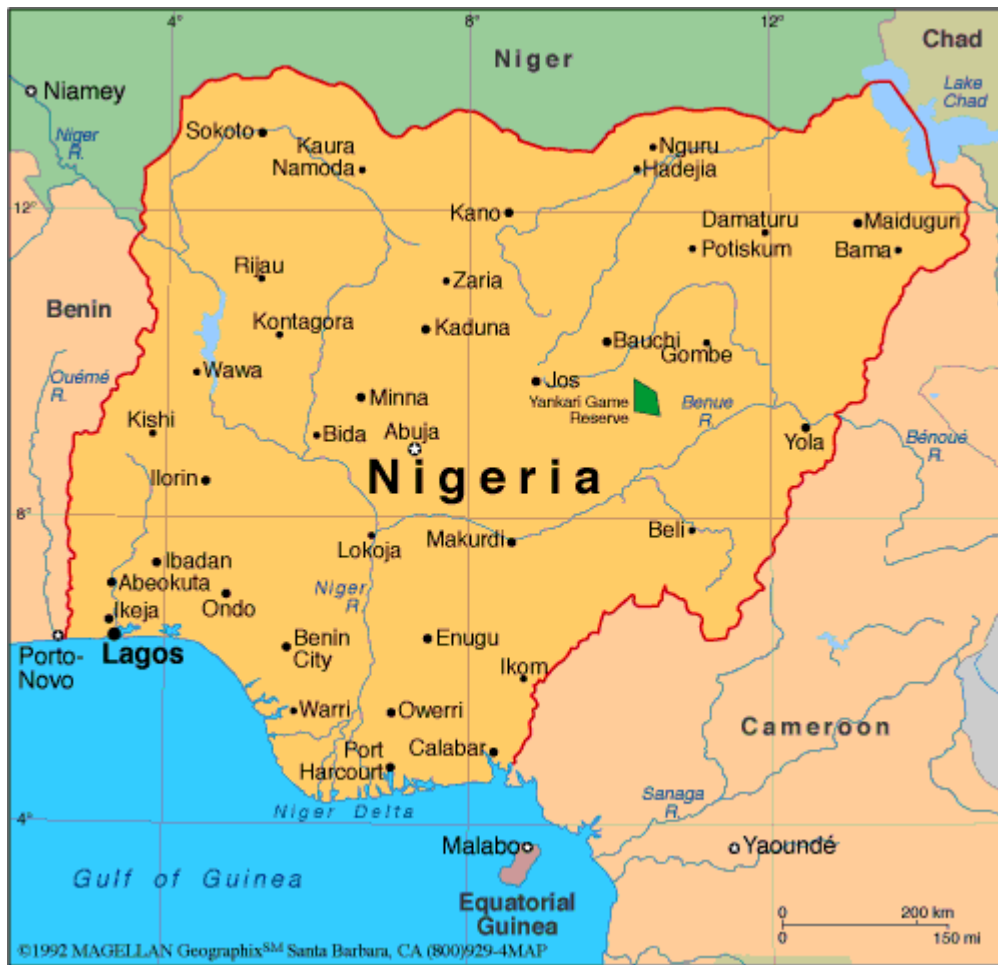 4°
8°
12°
Chad
Niger
Lake
Chad
Niamey
Niger
R.
Sokoto
Kaura
Namoda
Nguru
Hadejia
12°
Kano
Damaturu
Maiduguri
Potiskum
Bama
Rijau
Zaria
Benin
Kontagora
Kaduna
Bauchi
Gombe
Ouémé
R.
Wawa
Jos
Minna
Yankari Game
Reserve
Benue
R.
Kishi
Bida
Abuja
Yola
Bénoué
R.
Nigeria
Ilorin
8°
Lokoja
Makurdi
Beli
Ibadan
Abeokuta
Niger
R.
Ikeja
Ondo
Lagos
Benin
City
Enugu
Porto-
Novo
Ikom
Warri
Owerri
Cameroon
Port
Harcourt
Calabar
Sanaga
R.
Niger Delta
4°
Malabo
Yaoundé
Gulf of Guinea
Equatorial
Guinea
0 200 km
0 150 mi
©1992 MAGELLAN Geographix℠ Santa Barbara, CA (800)929-4MAP